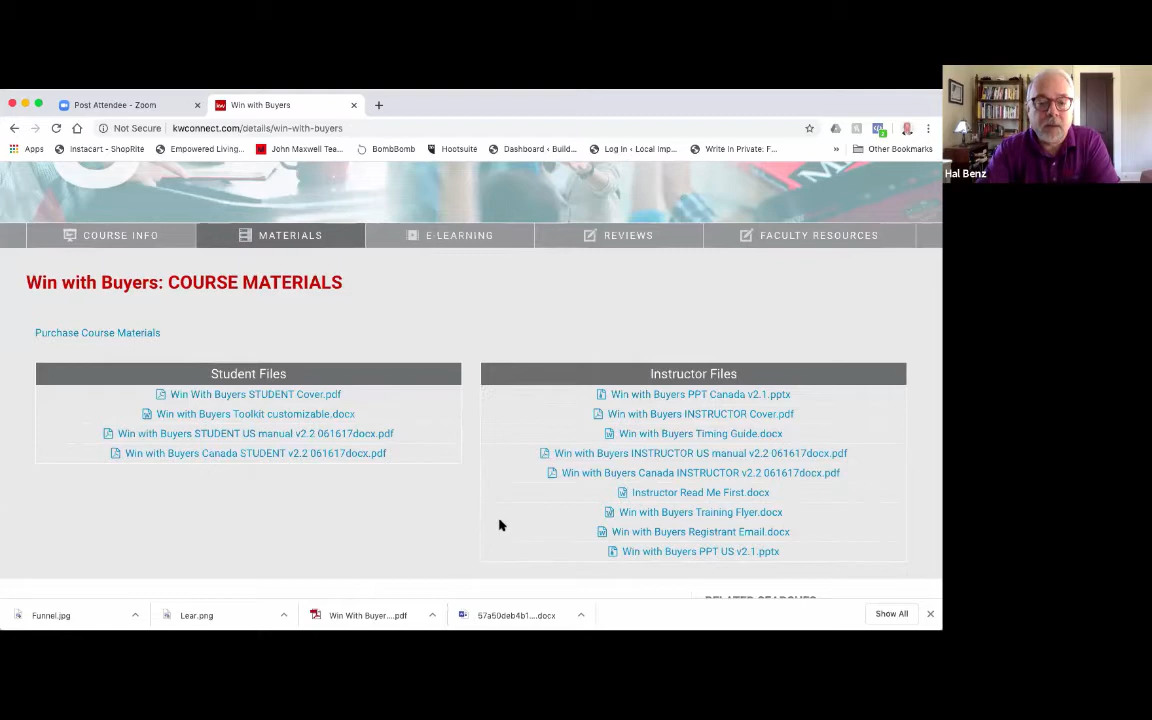 Post Attendee - Zoom
kw
Win with Buyers
Not Secure
kwconnect.com/details/win-with-buyers
Apps
Instacart - ShopRite
Empowered Living...
John Maxwell Team...
BombBomb
Hootsuite
Dashboard ‹ Build...
Log In ‹ Local Imp...
Write In Private: F...
»
Other Bookmarks
Hal Benz
COURSE INFO
MATERIALS
E-LEARNING
REVIEWS
FACULTY RESOURCES
Win with Buyers: COURSE MATERIALS
Purchase Course Materials
Student Files
Win With Buyers STUDENT Cover.pdf
Win with Buyers Toolkit customizable.docx
Win with Buyers STUDENT US manual v2.2 061617docx.pdf
Win with Buyers Canada STUDENT v2.2 061617docx.pdf
Instructor Files
Win with Buyers PPT Canada v2.1.pptx
Win with Buyers INSTRUCTOR Cover.pdf
Win with Buyers Timing Guide.docx
Win with Buyers INSTRUCTOR US manual v2.2 061617docx.pdf
Win with Buyers Canada INSTRUCTOR v2.2 061617docx.pdf
Instructor Read Me First.docx
Win with Buyers Training Flyer.docx
Win with Buyers Registrant Email.docx
Win with Buyers PPT US v2.1.pptx
RELATED SEARCHES
Funnel.jpg
Lear.png
Win With Buyer....pdf
57a50deb4b1....docx
Show All